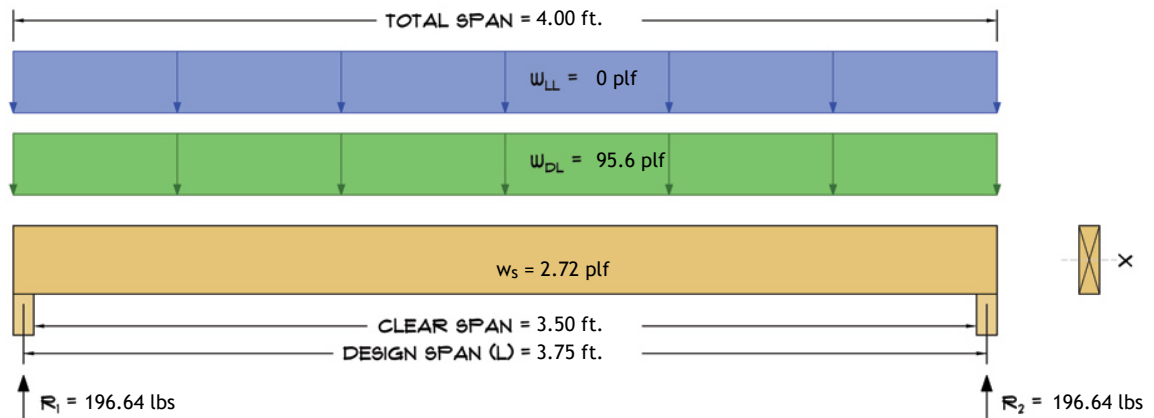 TOTAL SPAN = 4.00 ft.
wLL = 0 plf
wDL = 95.6 plf
ws = 2.72 plf
X
CLEAR SPAN = 3.50 ft.
DESIGN SPAN (L) = 3.75 ft.
R1 = 196.64 lbs
R2 = 196.64 lbs